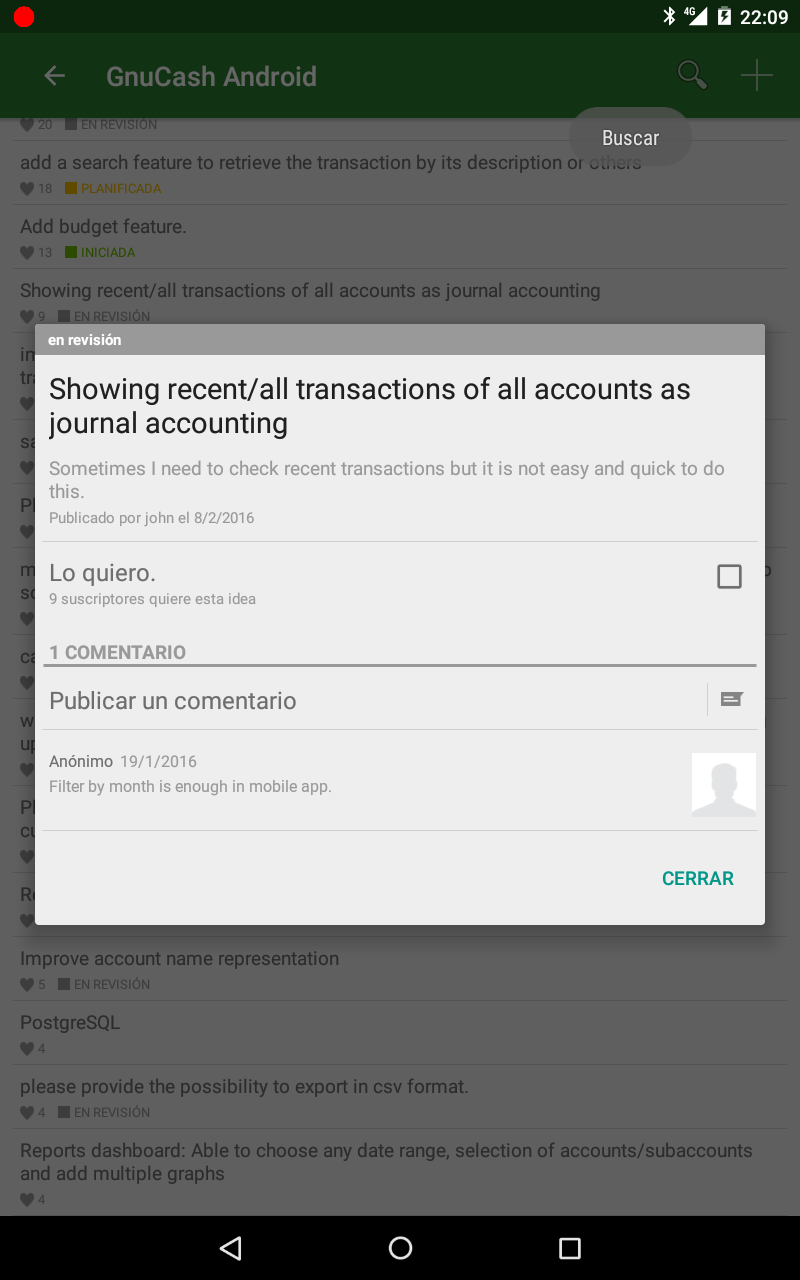 4G 22:09
GnuCash Android
20 EN REVISIÓN
Buscar
add a search feature to retrieve the transaction by its description or others
18 PLANIFICADA
Add budget feature.
13 INICIADA
Showing recent/all transactions of all accounts as journal accounting
9 EN REVISIÓN
en revisión
Showing recent/all transactions of all accounts as
journal accounting
Sometimes I need to check recent transactions but it is not easy and quick to do
this.
Publicado por john el 8/2/2016
Lo quiero.
9 suscriptores quiere esta idea
1 COMENTARIO
Publicar un comentario
Anónimo 19/1/2016
Filter by month is enough in mobile app.
CERRAR
Improve account name representation
5 EN REVISIÓN
PostgreSQL
4
please provide the possibility to export in csv format.
4 EN REVISIÓN
Reports dashboard: Able to choose any date range, selection of accounts/subaccounts
and add multiple graphs
4